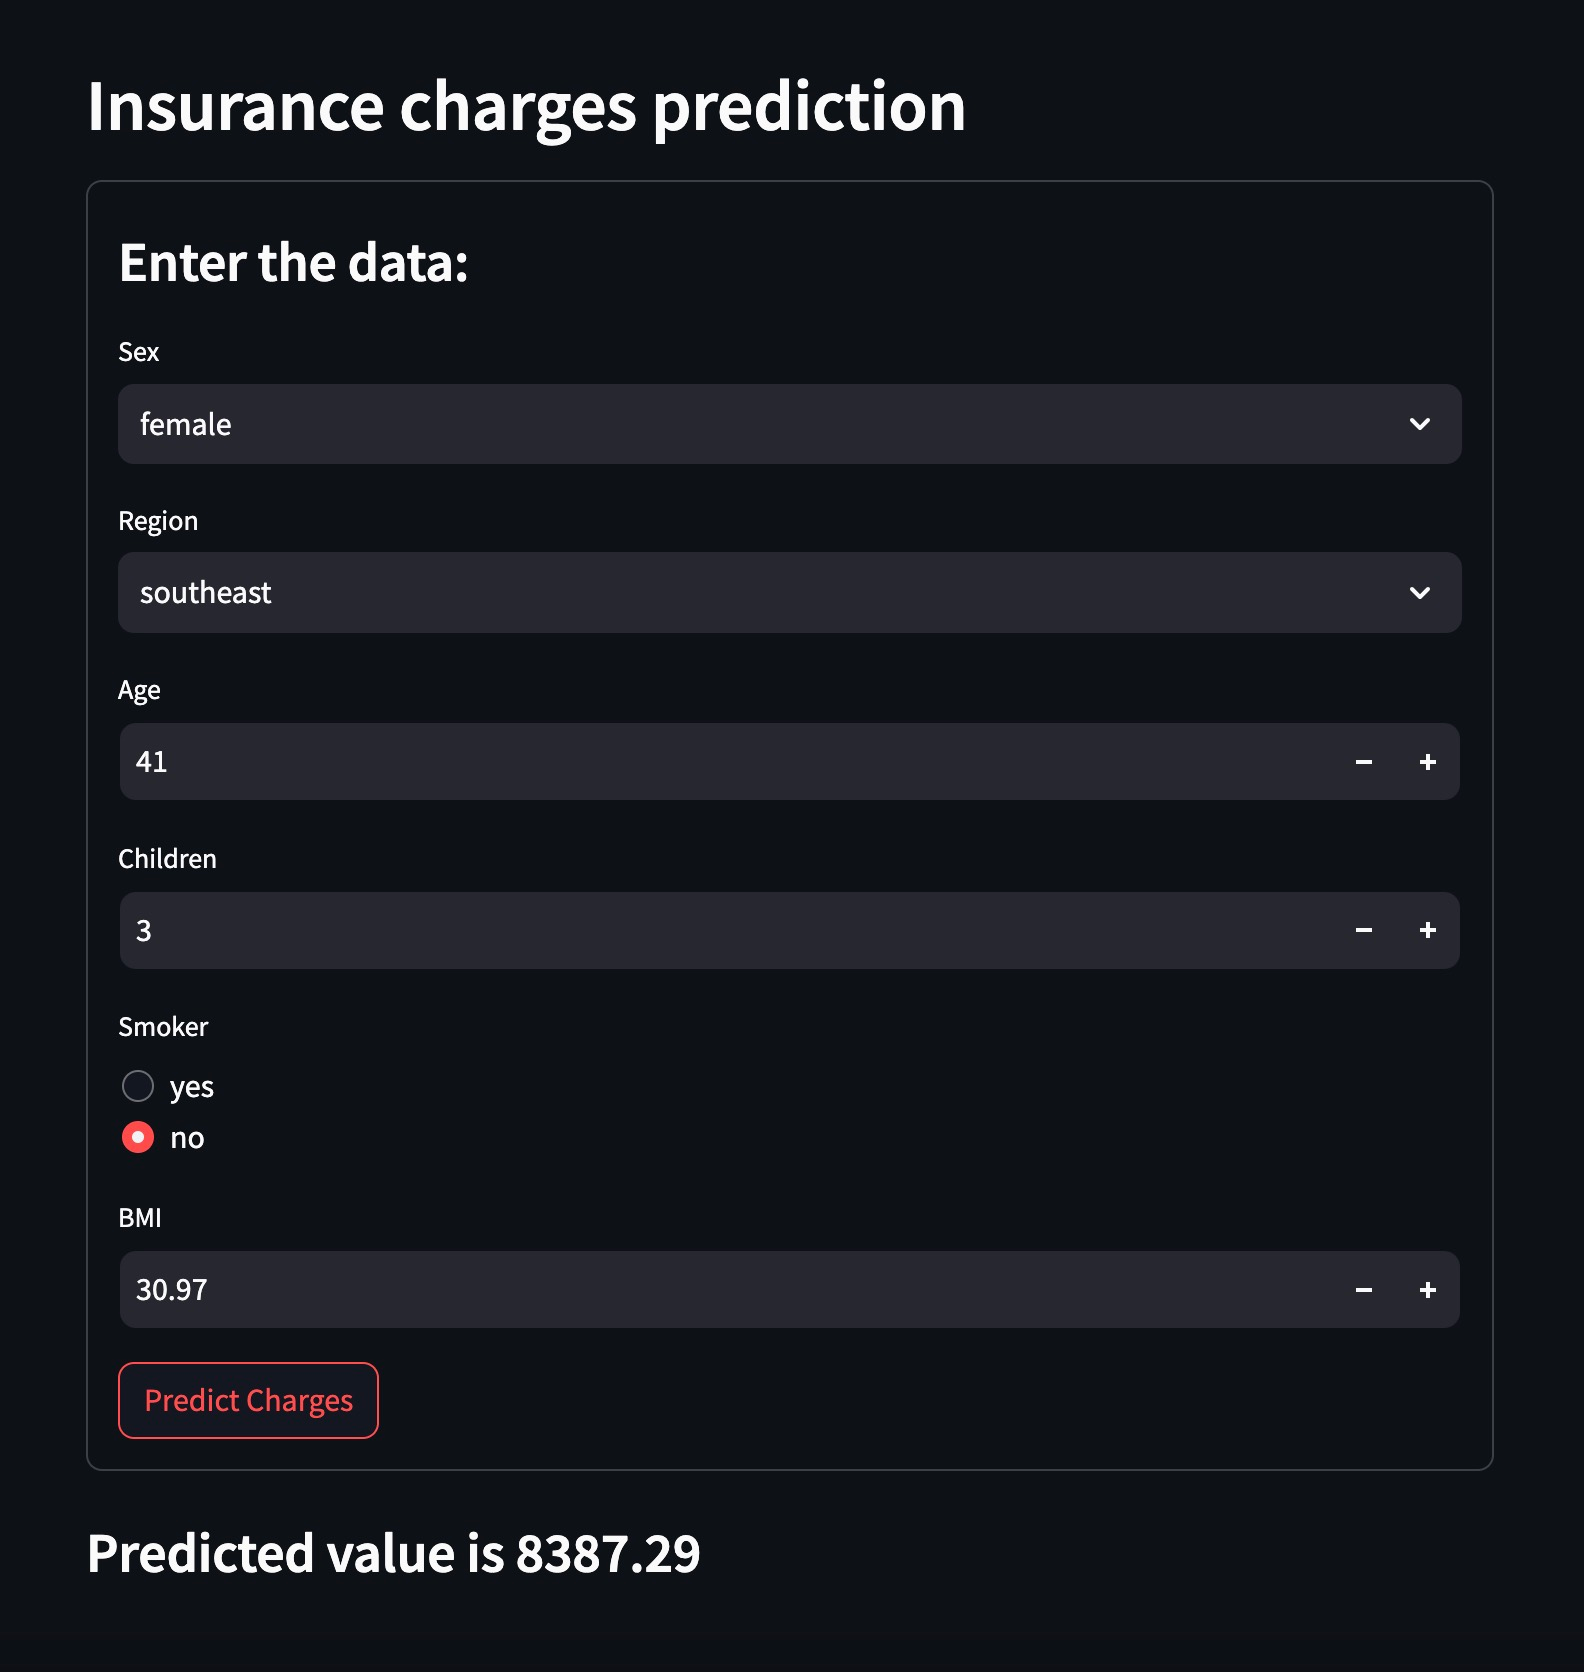 Insurance charges prediction
Enter the data:
Sex
female
Region
southeast
Age
41
Children
3
Smoker
yes
no
BMI
30.97
Predict Charges
Predicted value is 8387.29